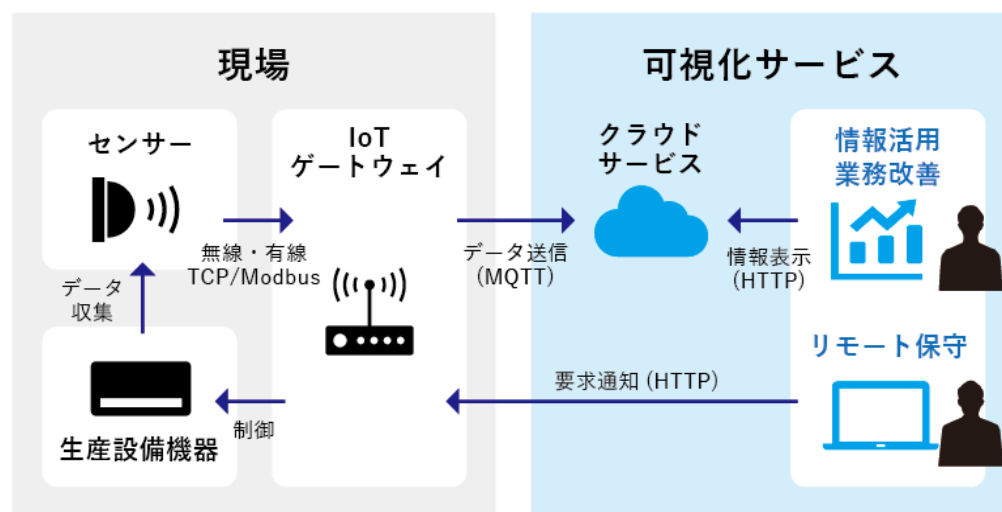 現場
センサー
IoT
ゲートウェイ
無線・有線
TCP/Modbus
データ
収集
生産設備機器
制御
可視化サービス
クラウド
サービス
データ送信
(MQTT)
情報活用
業務改善
情報表示
(HTTP)
リモート保守
要求通知 (HTTP)